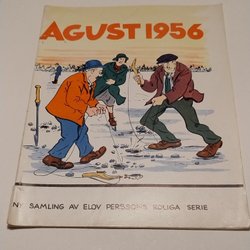 AGUST 1956
NY SAMLING AV ELOV PERSSONS ROLIGA SERIE